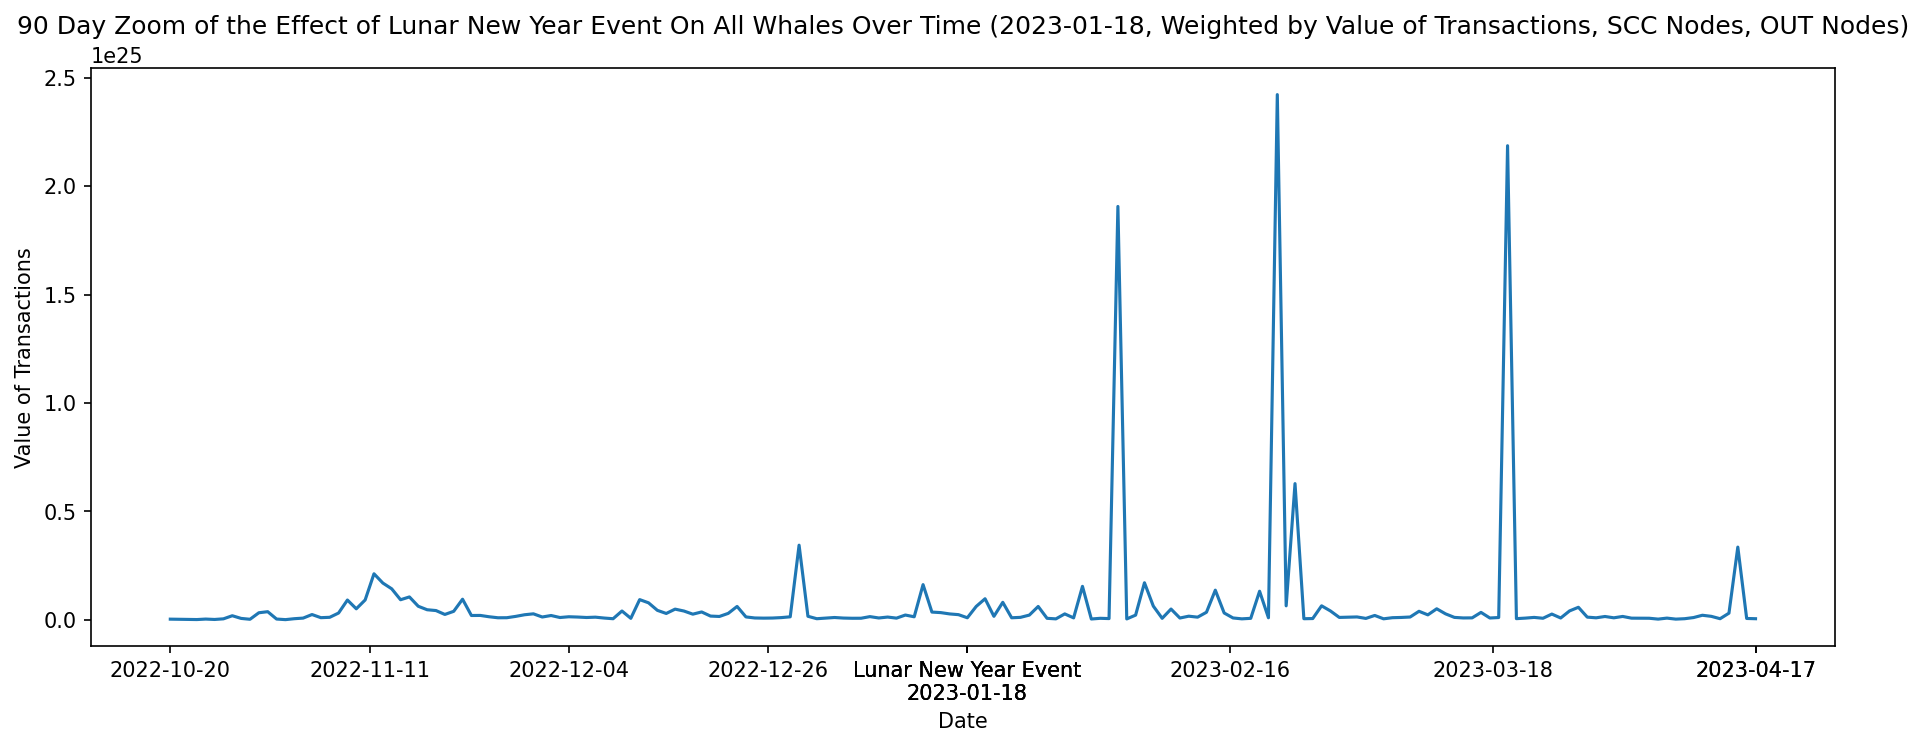 90 Day Zoom of the Effect of Lunar New Year Event On All Whales Over Time (2023-01-18, Weighted by Value of Transactions, SCC Nodes, OUT Nodes)
1e25
2.5
2.0
1.5
1.0
0.5
0.0
Value of Transactions
2022-10-20 2022-11-11 2022-12-04 2022-12-26 Lunar New Year Event 2023-02-16 2023-03-18 2023-04-17
2023-01-18
Date